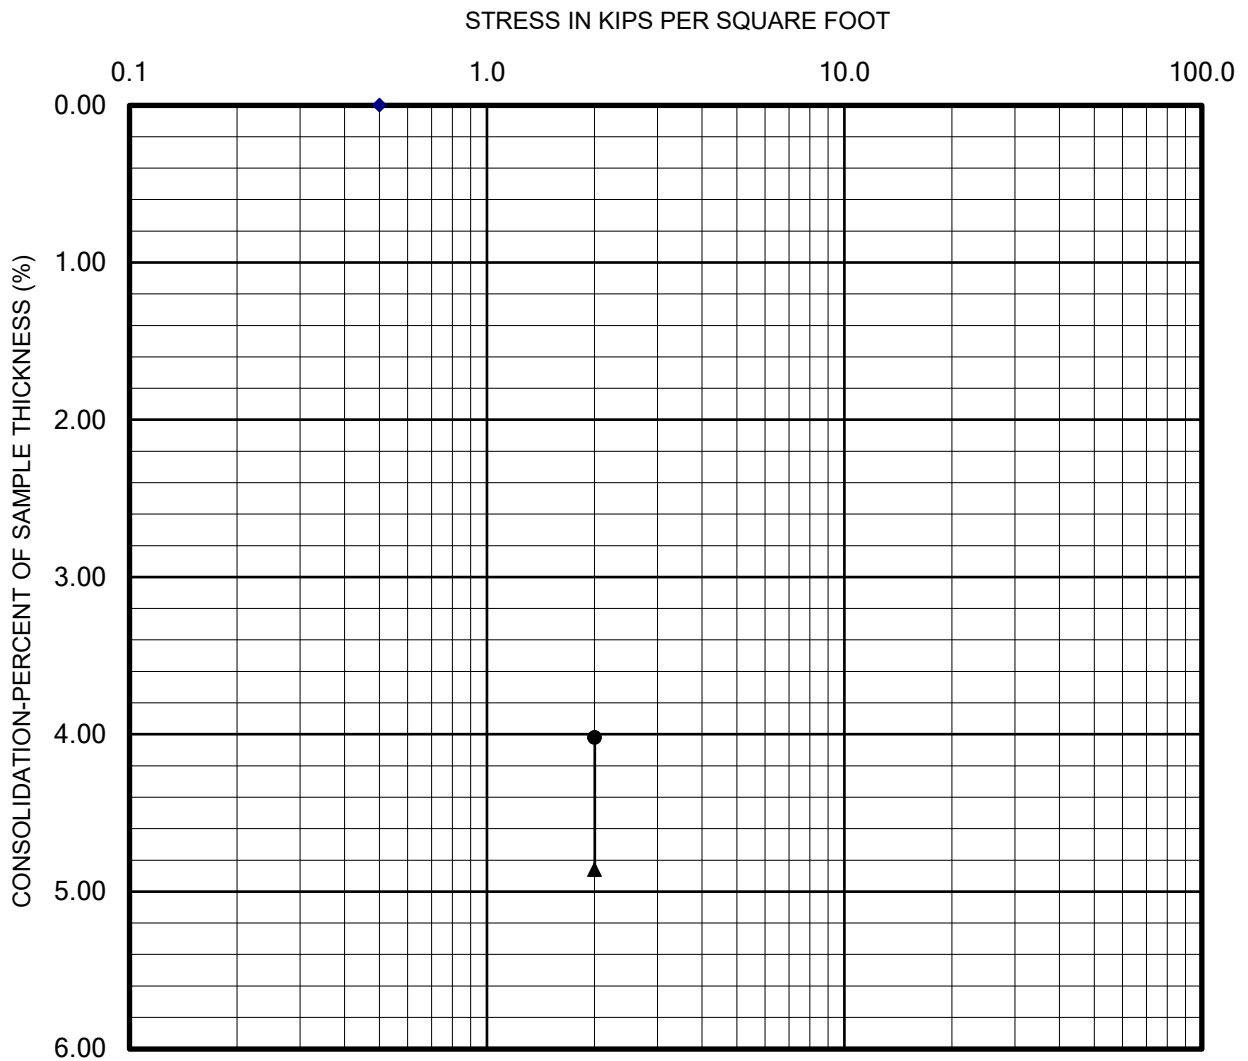 STRESS IN KIPS PER SQUARE FOOT
0.1 1.0 10.0 100.0
0.00
1.00
2.00
3.00
4.00
5.00
6.00
CONSOLIDATION-PERCENT OF SAMPLE THICKNESS (%)